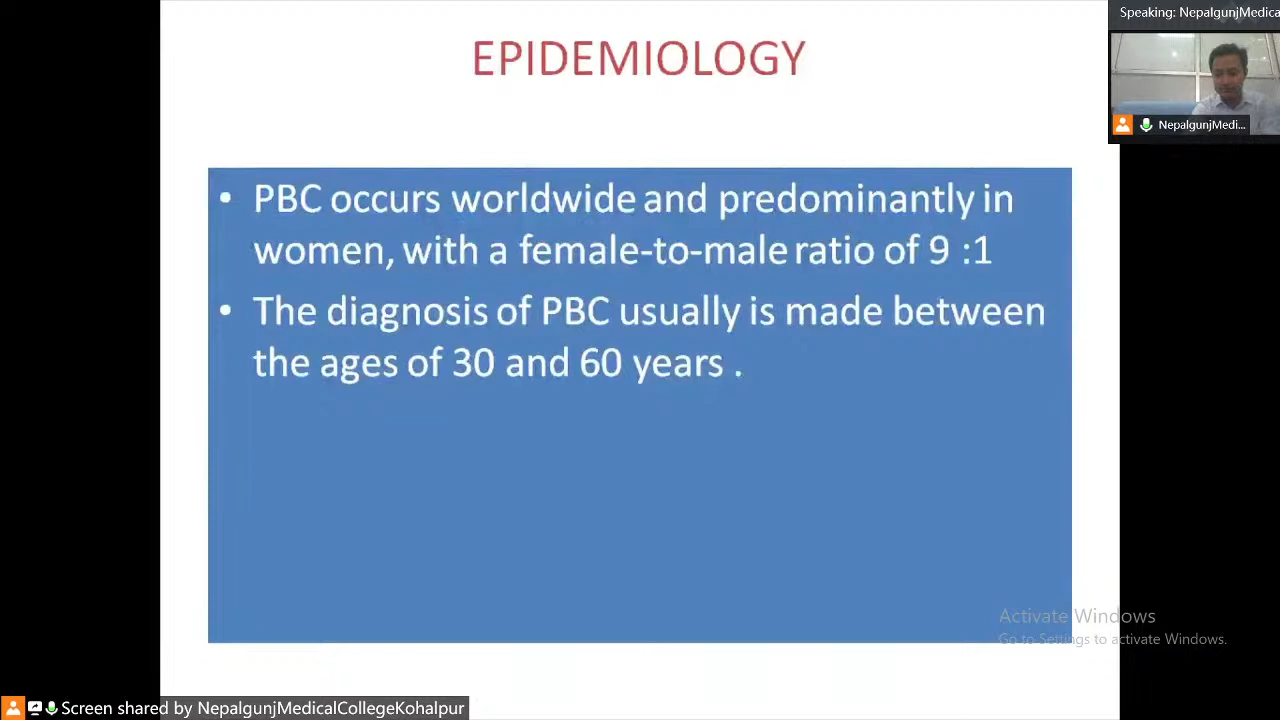 Speaking: NepalgunjMedica
EPIDEMIOLOGY
NepalgunjMedi...
• PBC occurs worldwide and predominantly in
women, with a female-to-male ratio of 9 :1
• The diagnosis of PBC usually is made between
the ages of 30 and 60 years .
Activate Windows
Go to Settings to activate Windows.
Screen shared by NepalgunjMedicalCollegeKohalpur